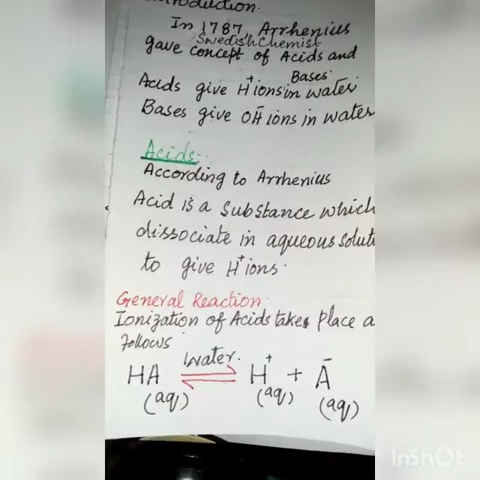 Introduction.
In 1787, Arrhenius
Swedish Chemist
gave concept of Acids and
Bases.
Acids give H⁺ ions in water
Bases give OH⁻ ions in water
Acids:
According to Arrhenius
Acid is a substance which
dissociate in aqueous solut
to give H⁺ ions.
General Reaction.
Ionization of Acids takes place a
follows
water.
HA ⇌ H⁺ + A⁻
(aq) (aq) (aq)
InShOt